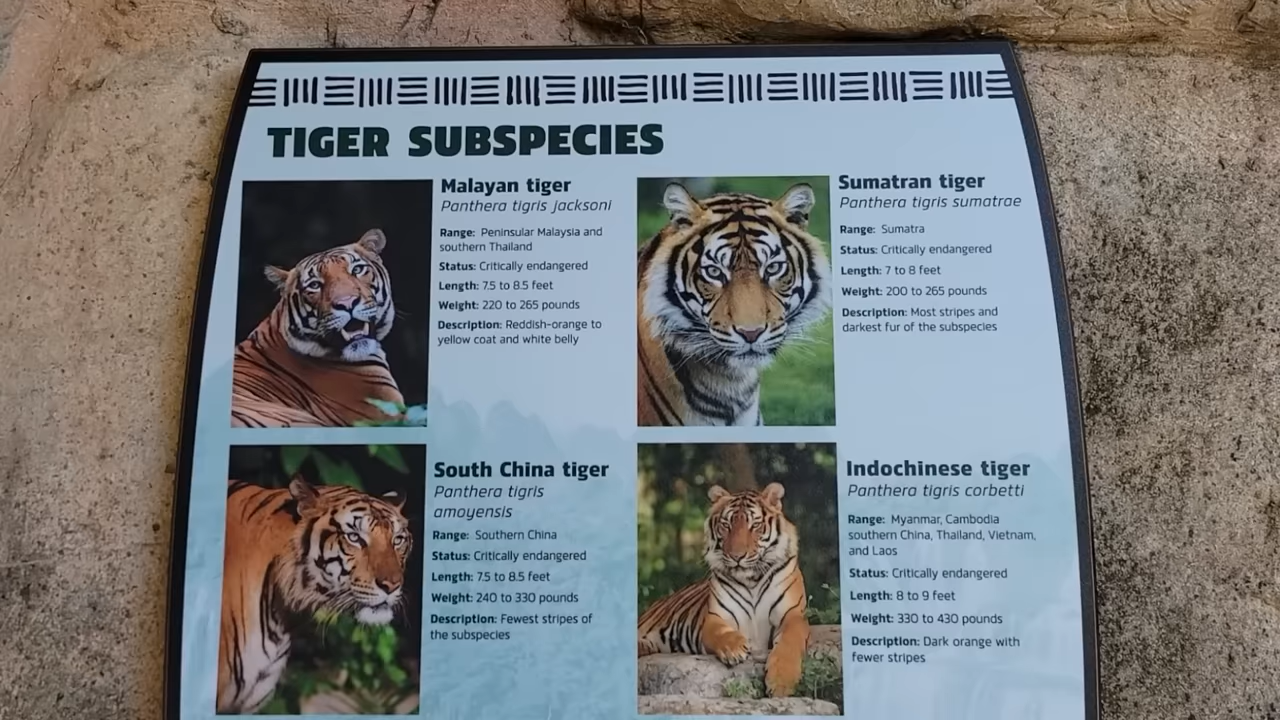 TIGER SUBSPECIES
Malayan tiger
Panthera tigris jacksoni
Range: Peninsular Malaysia and
southern Thailand
Status: Critically endangered
Length: 7.5 to 8.5 feet
Weight: 220 to 265 pounds
Description: Reddish-orange to
yellow coat and white belly
Sumatran tiger
Panthera tigris sumatrae
Range: Sumatra
Status: Critically endangered
Length: 7 to 8 feet
Weight: 200 to 265 pounds
Description: Most stripes and
darkest fur of the subspecies
South China tiger
Panthera tigris
amoyensis
Range: Southern China
Status: Critically endangered
Length: 7.5 to 8.5 feet
Weight: 240 to 330 pounds
Description: Fewest stripes of
the subspecies
Indochinese tiger
Panthera tigris corbetti
Range: Myanmar, Cambodia
southern China, Thailand, Vietnam,
and Laos
Status: Critically endangered
Length: 8 to 9 feet
Weight: 330 to 430 pounds
Description: Dark orange with
fewer stripes